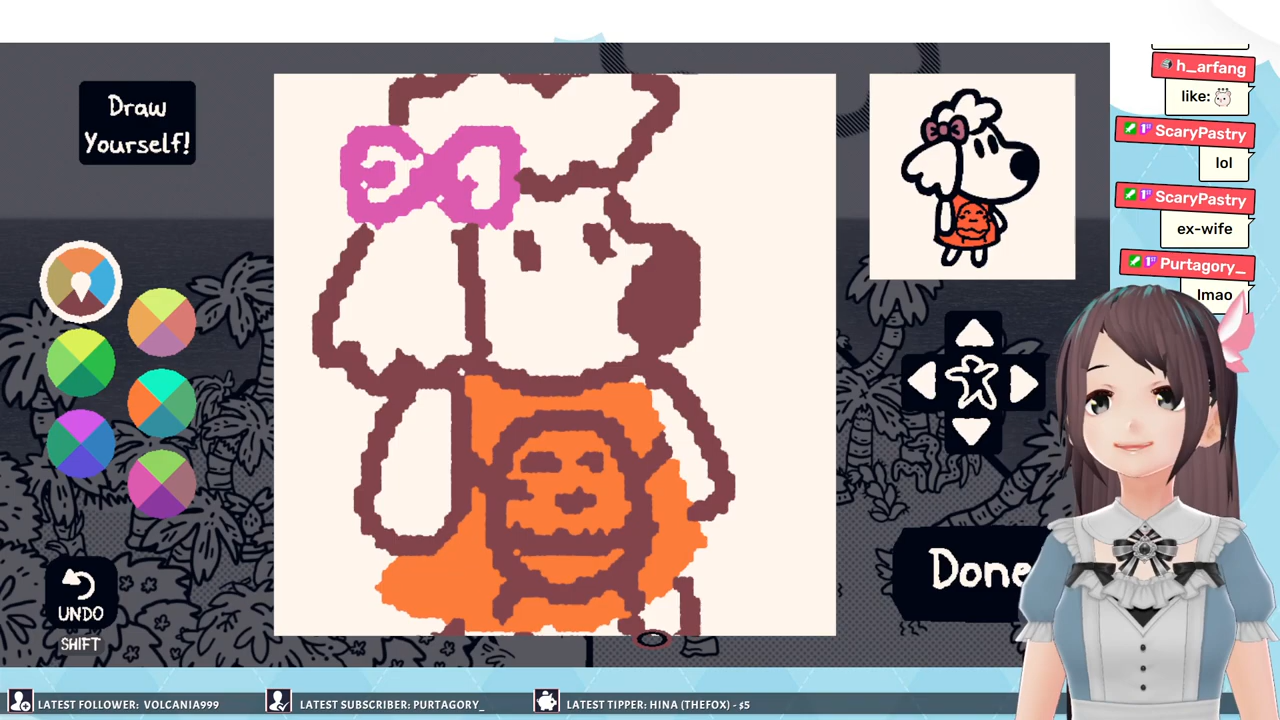 Draw
Yourself!
UNDO
SHIFT
Done
h_arfang
like:
ScaryPastry
lol
ScaryPastry
ex-wife
Purtagory_
lmao
LATEST FOLLOWER: VOLCANIA999
LATEST SUBSCRIBER: PURTAGORY_
LATEST TIPPER: HINA (THEFOX) - $5